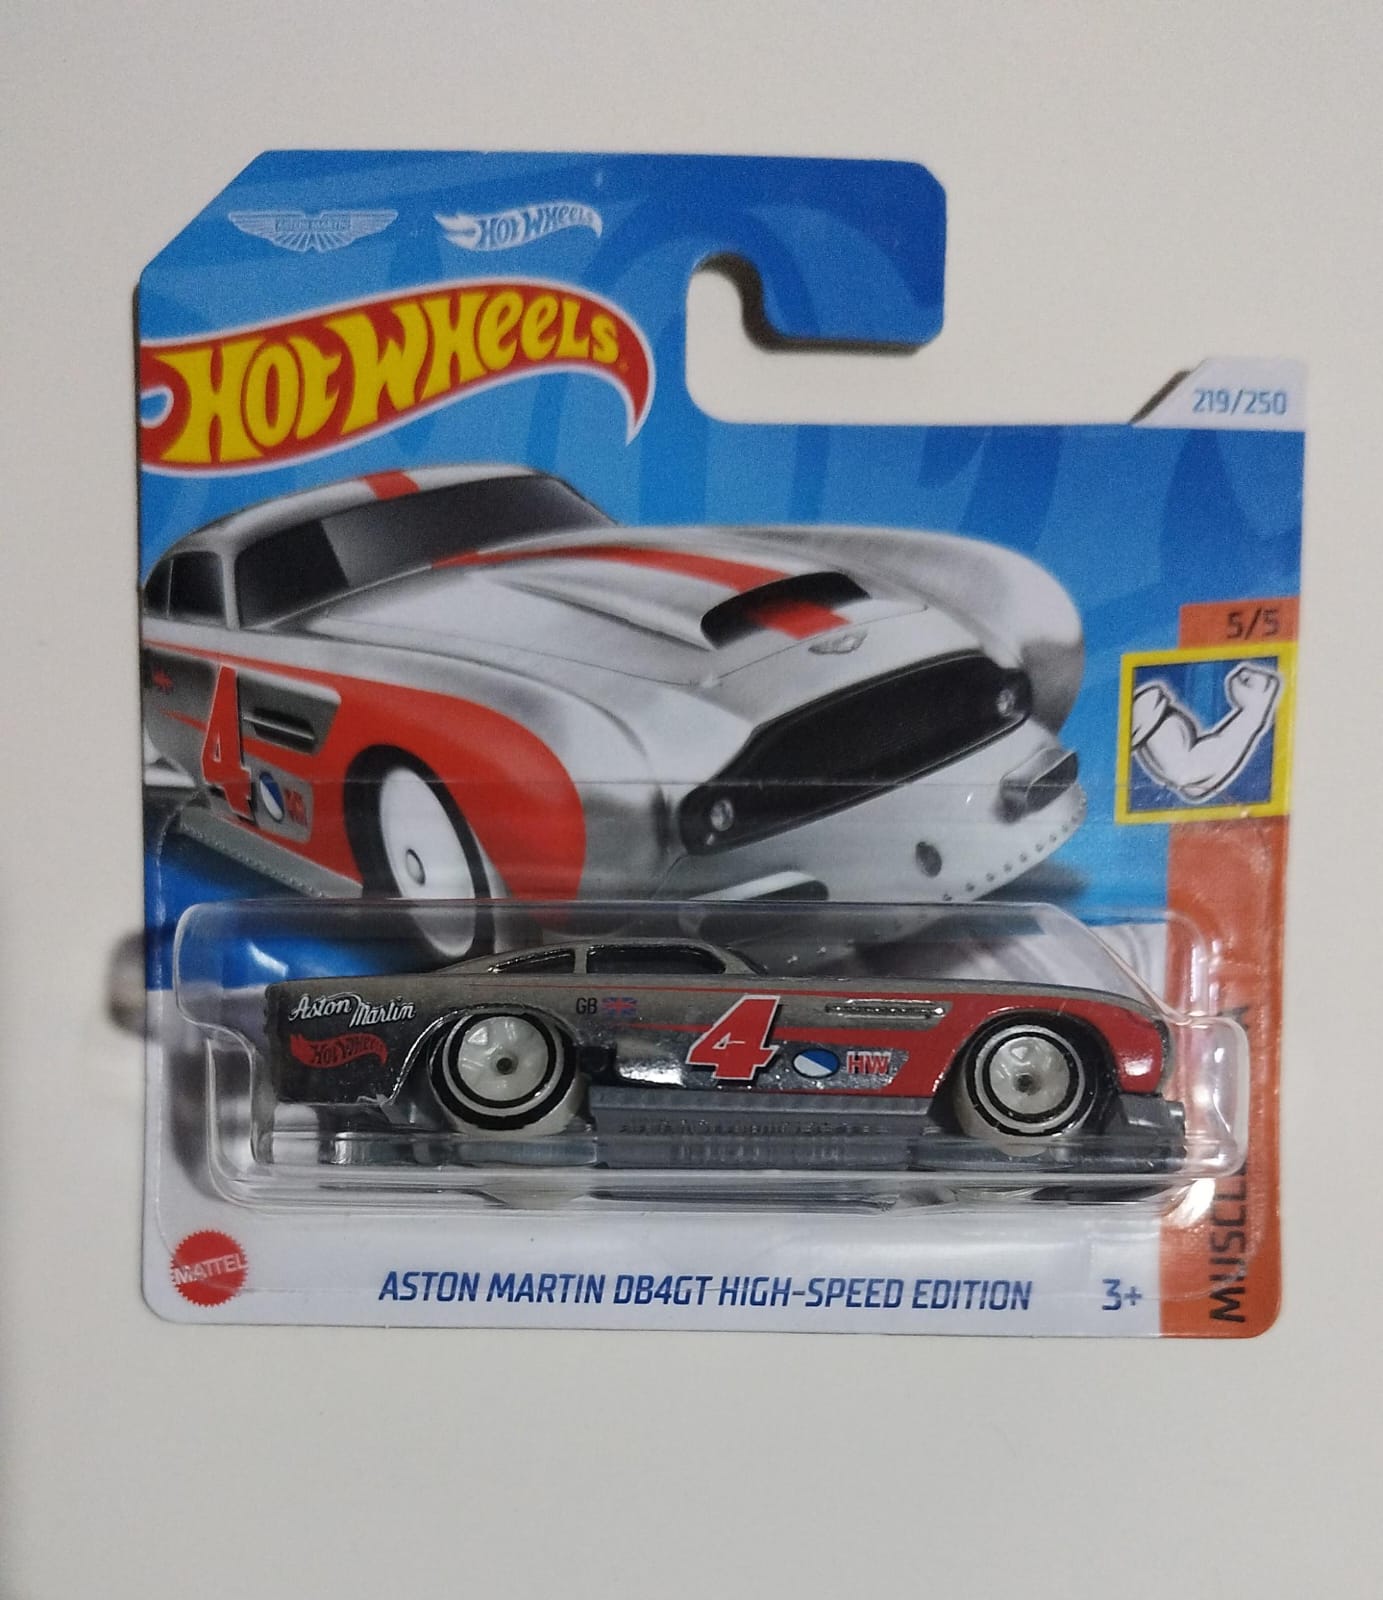 ASTON MARTIN
HOT WHEELS
HOT WHEELS
219/250
5/5
4
Aston Martin
Hot Wheels
GB
4
HW
MATTEL
ASTON MARTIN DB4GT HIGH-SPEED EDITION
3+